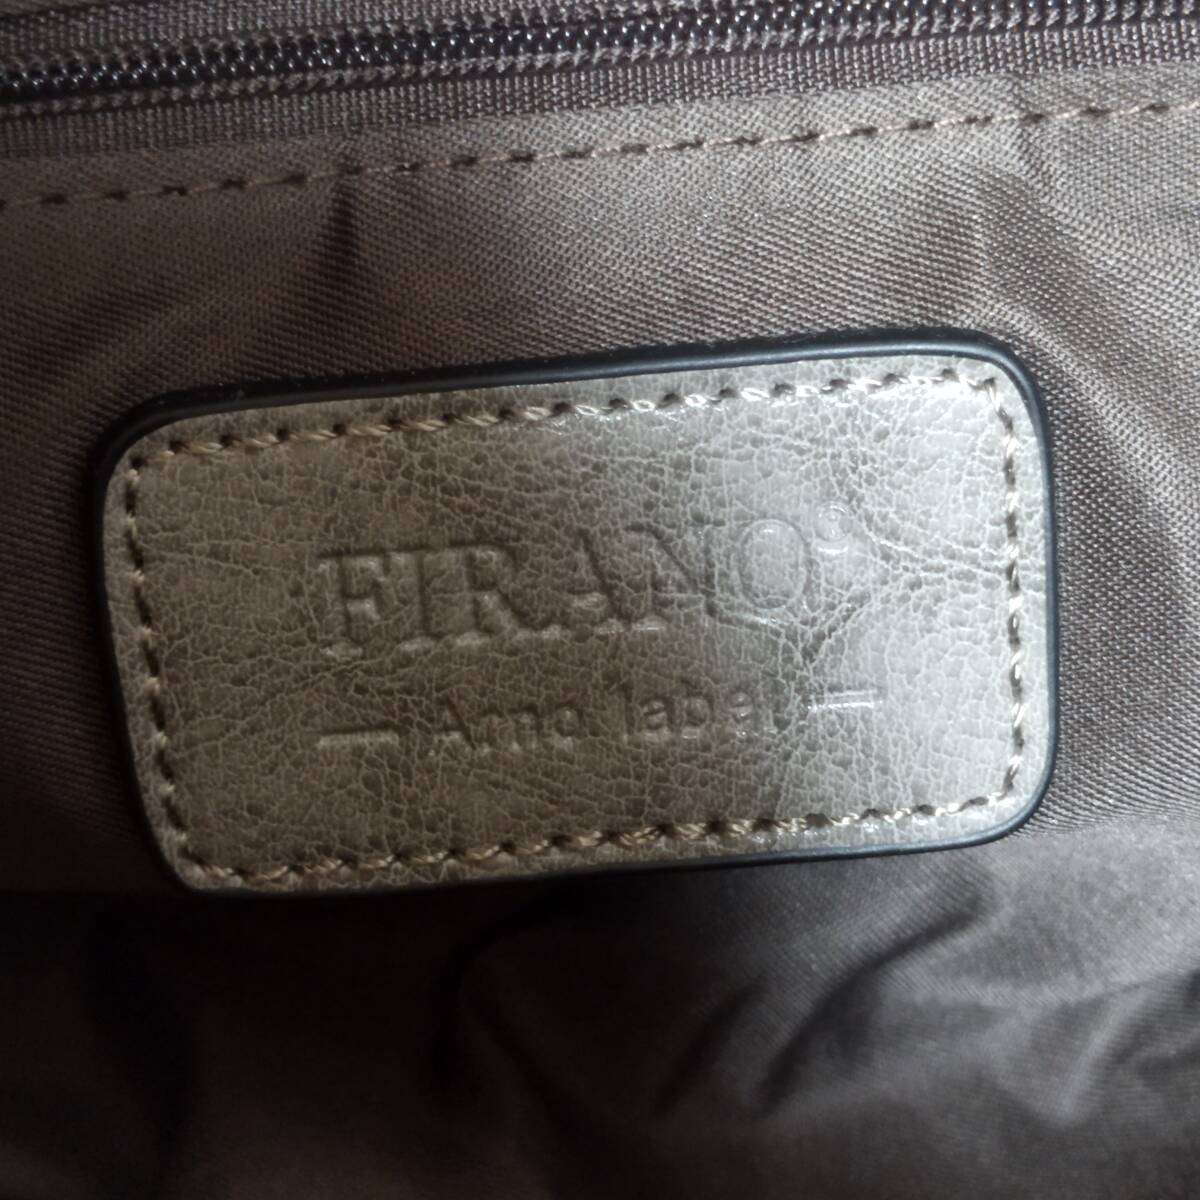 FIRANO®
— Arno label —